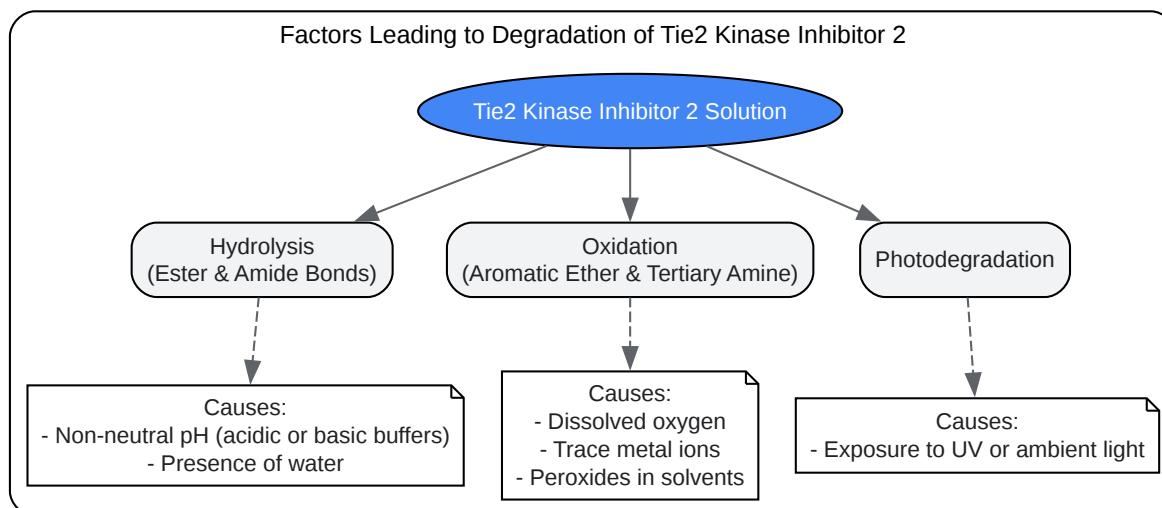 Factors Leading to Degradation of Tie2 Kinase Inhibitor 2
Tie2 Kinase Inhibitor 2 Solution
Hydrolysis
(Ester & Amide Bonds)
Oxidation
(Aromatic Ether & Tertiary Amine)
Photodegradation
Causes:
- Non-neutral pH (acidic or basic buffers)
- Presence of water
Causes:
- Dissolved oxygen
- Trace metal ions
- Peroxides in solvents
Causes:
- Exposure to UV or ambient light